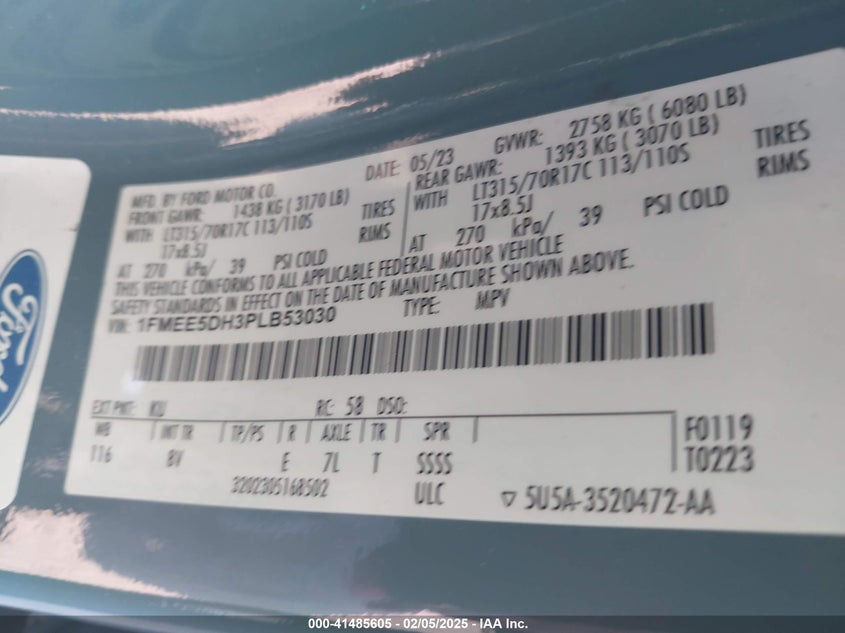 Ford
MFD. BY FORD MOTOR CO.
DATE: 05/23
GVWR: 2758 KG ( 6080 LB)
FRONT GAWR: 1438 KG ( 3170 LB)
WITH LT315/70R17C 113/110S TIRES
17x8.5J RIMS
AT 270 kPa/ 39 PSI COLD
REAR GAWR: 1393 KG ( 3070 LB)
WITH LT315/70R17C 113/110S TIRES
17x8.5J RIMS
AT 270 kPa/ 39 PSI COLD
THIS VEHICLE CONFORMS TO ALL APPLICABLE FEDERAL MOTOR VEHICLE
SAFETY STANDARDS IN EFFECT ON THE DATE OF MANUFACTURE SHOWN ABOVE.
VIN: 1FMEE5DH3PLB53030 TYPE: MPV
EXT PNT: KU RC: 58 DSO:
WB INT TR TP/PS R AXLE TR SPR F0119
116 8V E 7L T SSSS T0223
3202305168502 ULC ▽ 5U5A-3520472-AA
000-41485605 - 02/05/2025 - IAA Inc.